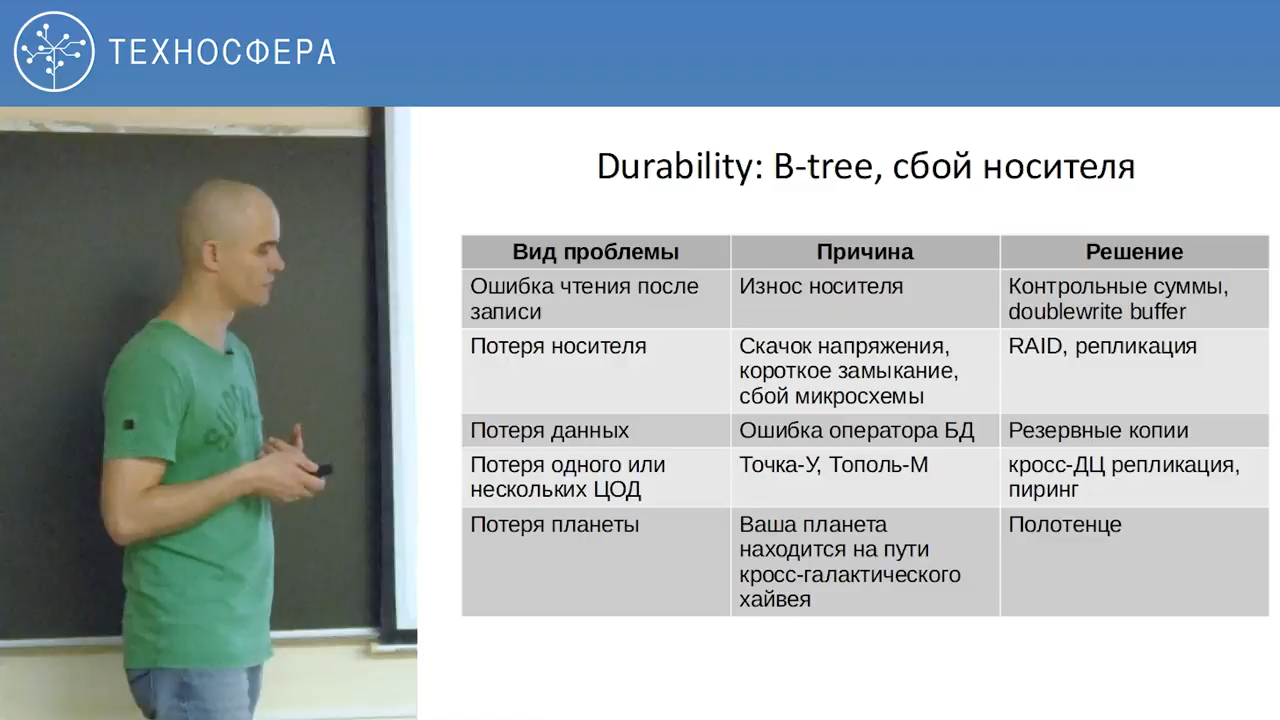 ТЕХНОСФЕРА
Durability: B-tree, сбой носителя
Вид проблемы
Причина
Решение
Ошибка чтения после
записи
Износ носителя
Контрольные суммы,
doublewrite buffer
Потеря носителя
Скачок напряжения,
короткое замыкание,
сбой микросхемы
RAID, репликация
Потеря данных
Ошибка оператора БД
Резервные копии
Потеря одного или
нескольких ЦОД
Точка-У, Тополь-М
кросс-ДЦ репликация,
пиринг
Потеря планеты
Ваша планета
находится на пути
кросс-галактического
хайвея
Полотенце